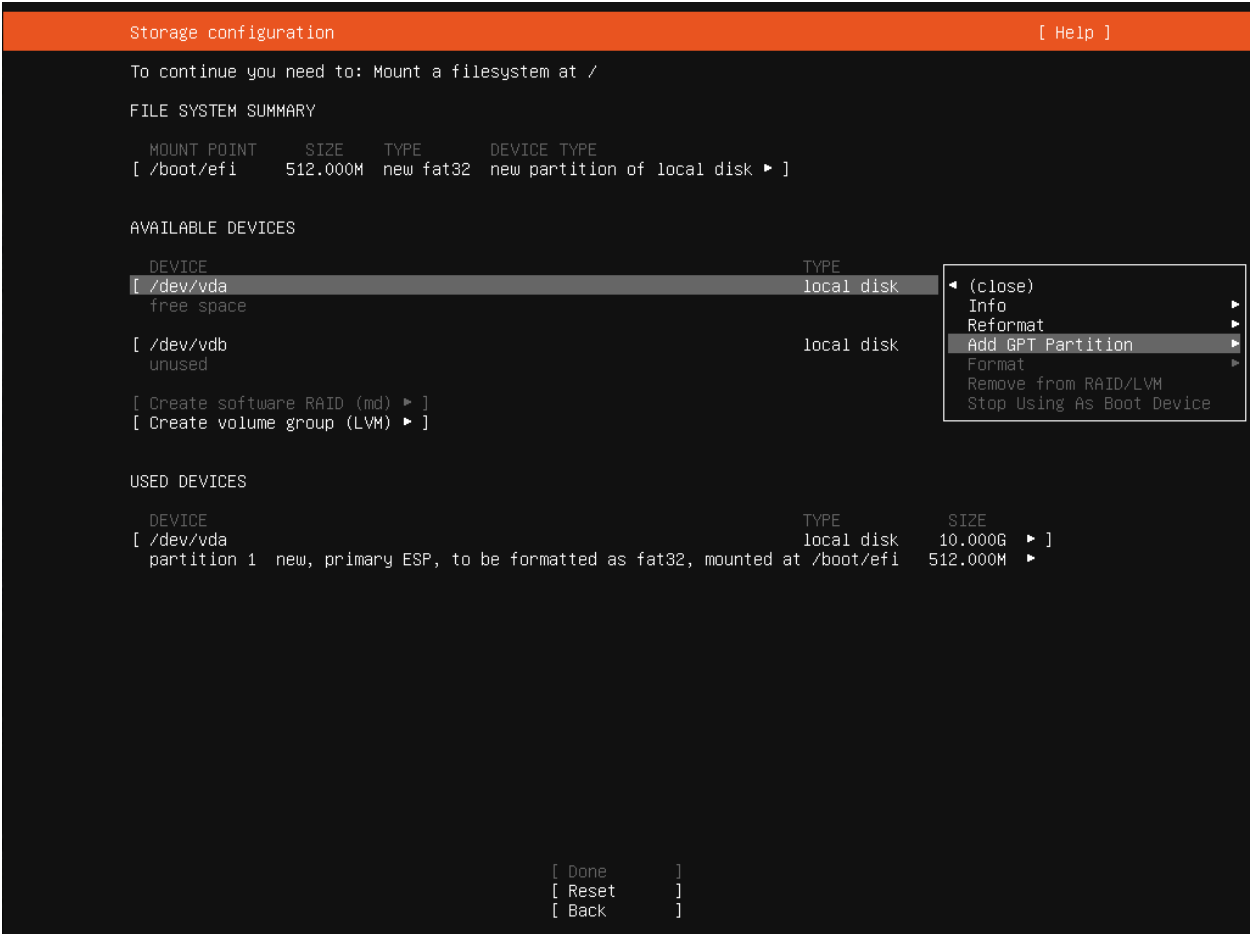 Storage configuration [ Help ]
To continue you need to: Mount a filesystem at /
FILE SYSTEM SUMMARY
MOUNT POINT SIZE TYPE DEVICE TYPE
[ /boot/efi 512.000M new fat32 new partition of local disk ▸ ]
AVAILABLE DEVICES
DEVICE TYPE
[ /dev/vda local disk ◂ (close)
free space Info ▸
Reformat ▸
[ /dev/vdb local disk Add GPT Partition ▸
unused Format ▸
Remove from RAID/LVM
[ Create software RAID (md) ▸ ] Stop Using As Boot Device
[ Create volume group (LVM) ▸ ]
USED DEVICES
DEVICE TYPE SIZE
[ /dev/vda local disk 10.000G ▸ ]
partition 1 new, primary ESP, to be formatted as fat32, mounted at /boot/efi 512.000M ▸
[ Done ]
[ Reset ]
[ Back ]